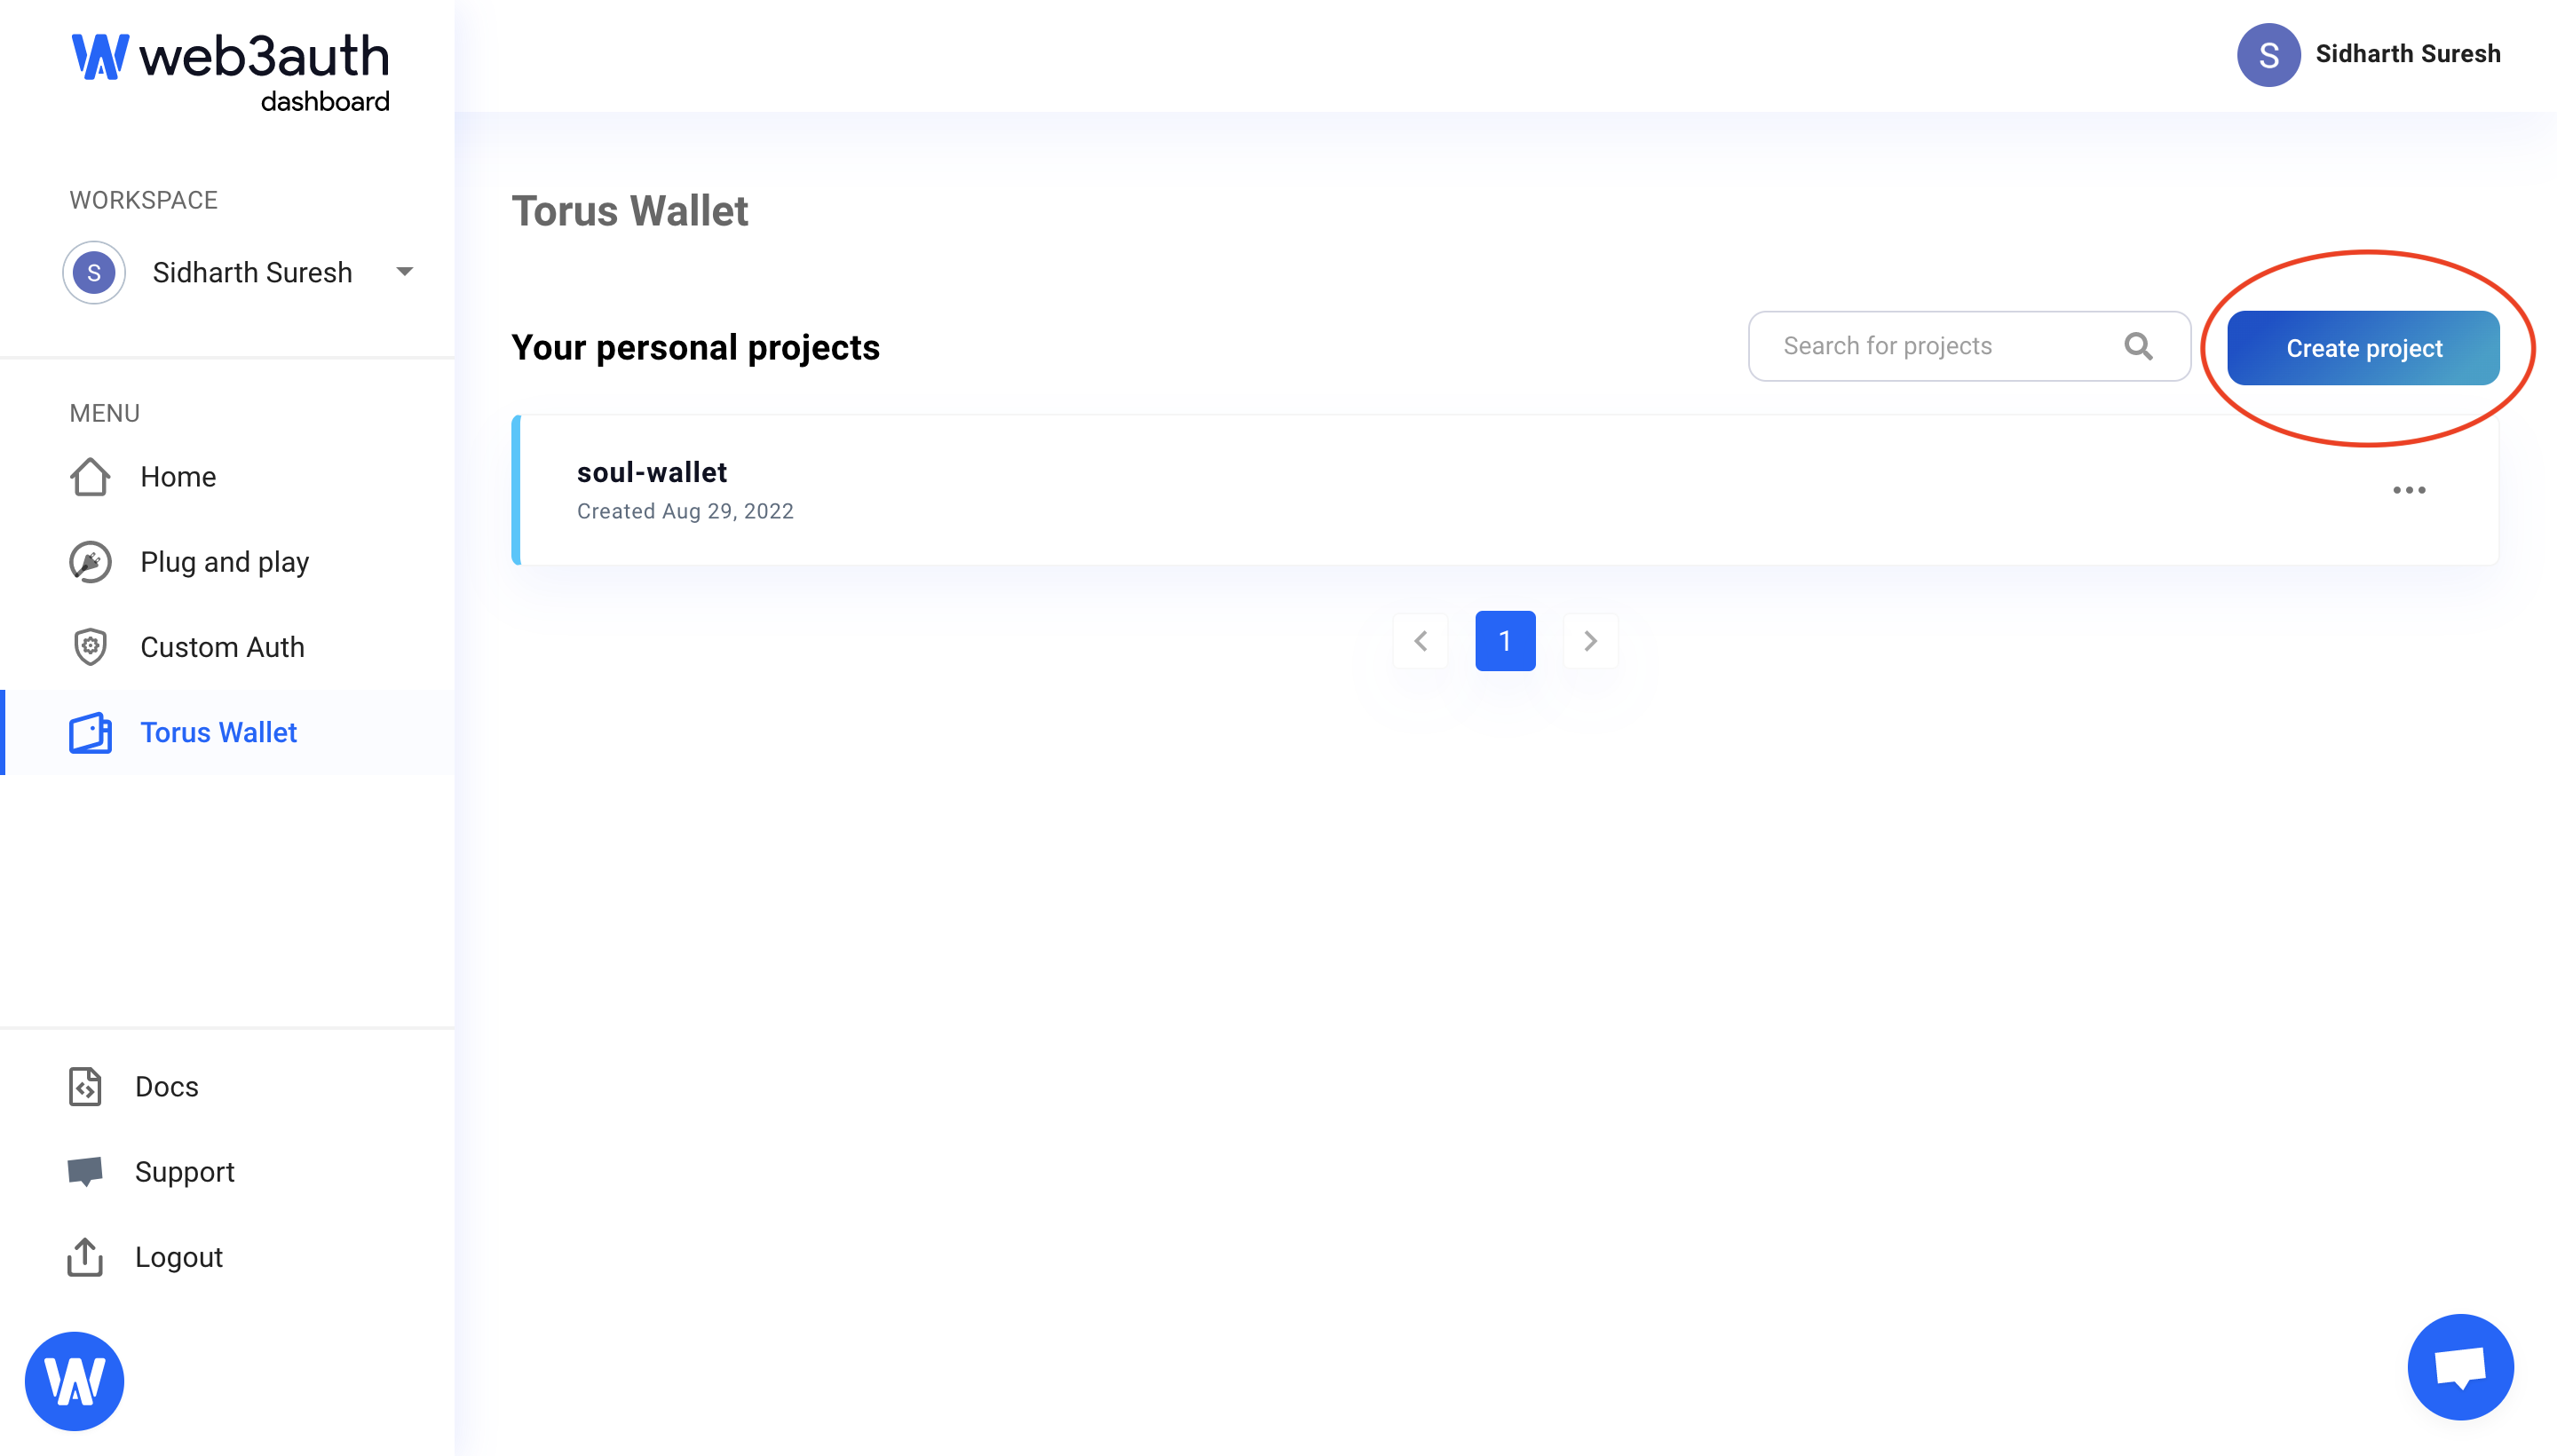 web3auth
dashboard
S Sidharth Suresh
WORKSPACE
S Sidharth Suresh
MENU
Home
Plug and play
Custom Auth
Torus Wallet
Docs
Support
Logout
Torus Wallet
Your personal projects
Search for projects
Create project
soul-wallet
Created Aug 29, 2022
1